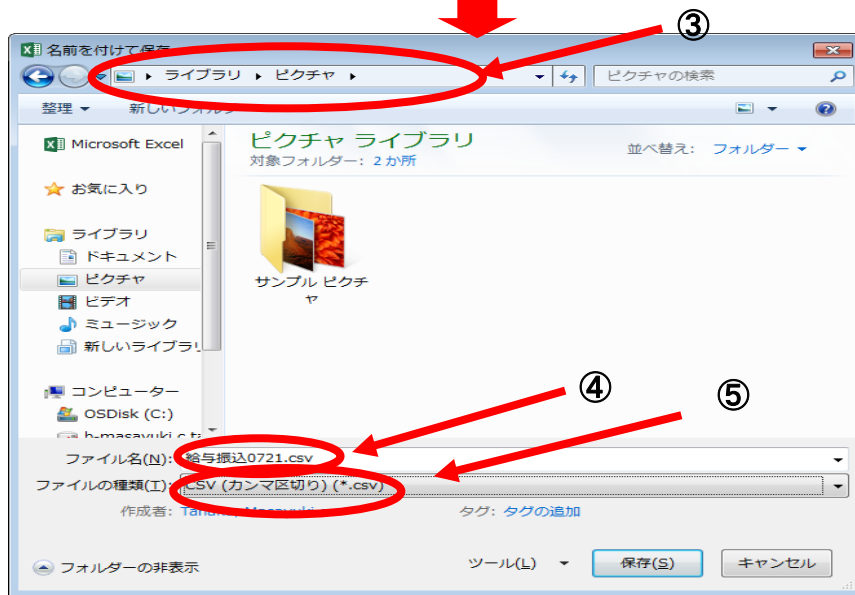 ③
名前を付けて保存
ライブラリ ピクチャ
ピクチャの検索
整理
新しいフォルダ
Microsoft Excel
お気に入り
ライブラリ
ドキュメント
ピクチャ
ビデオ
ミュージック
新しいライブラリ
コンピューター
OSDisk (C:)
ピクチャ ライブラリ
対象フォルダー: 2 か所
並べ替え: フォルダー
サンプル ピクチ
ャ
④
⑤
ファイル名(N): 給与振込0721.csv
ファイルの種類(T): CSV (カンマ区切り) (*.csv)
作成者:
タグ: タグの追加
フォルダーの非表示
ツール(L)
保存(S)
キャンセル